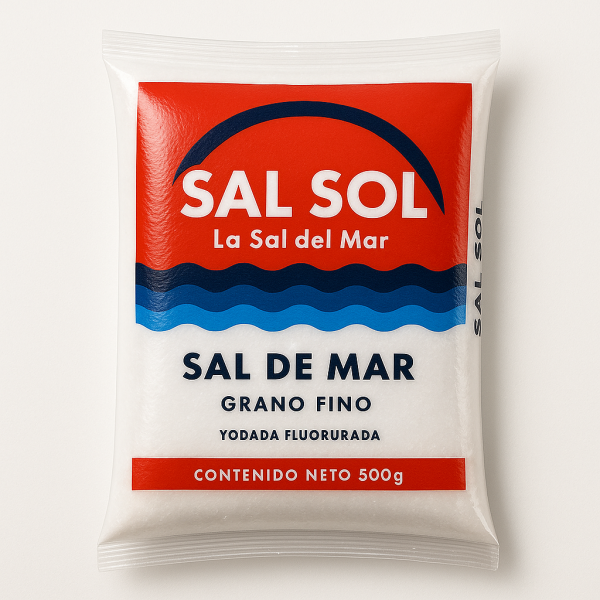 SAL SOL
La Sal del Mar
SAL DE MAR
GRANO FINO
YODADA FLUORURADA
CONTENIDO NETO 500g
SAL SOL